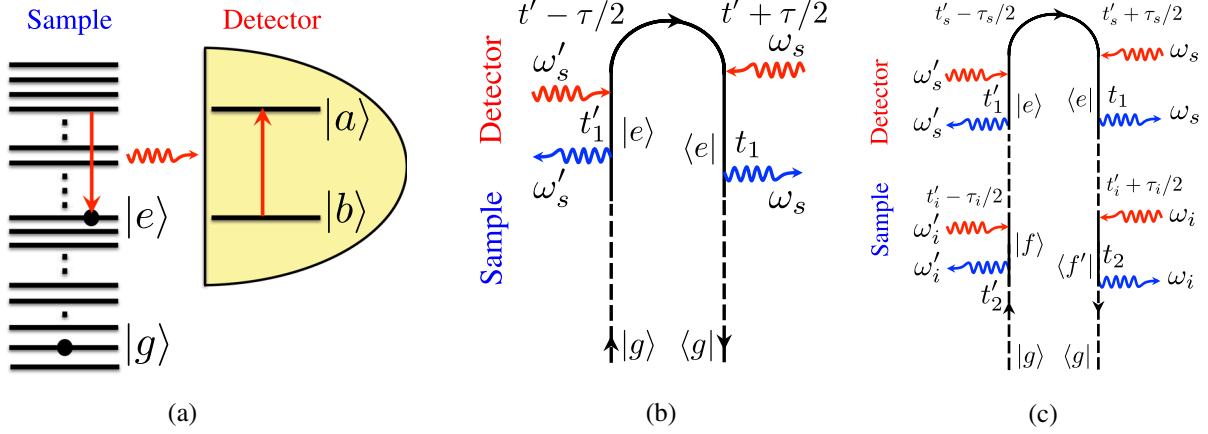 Sample
Detector
|a⟩
|b⟩
|e⟩
|g⟩
(a)
t' − τ/2
t' + τ/2
Detector
Sample
ω's
ωs
t'1
|e⟩
⟨e|
t1
ω's
ωs
|g⟩
⟨g|
(b)
t's − τs/2
t's + τs/2
Detector
Sample
ω's
ωs
t'1
|e⟩
⟨e|
t1
ω's
ωs
t'i − τi/2
t'i + τi/2
ω'i
ωi
|f⟩
⟨f'|
t2
ω'i
ωi
t'2
|g⟩
⟨g|
(c)